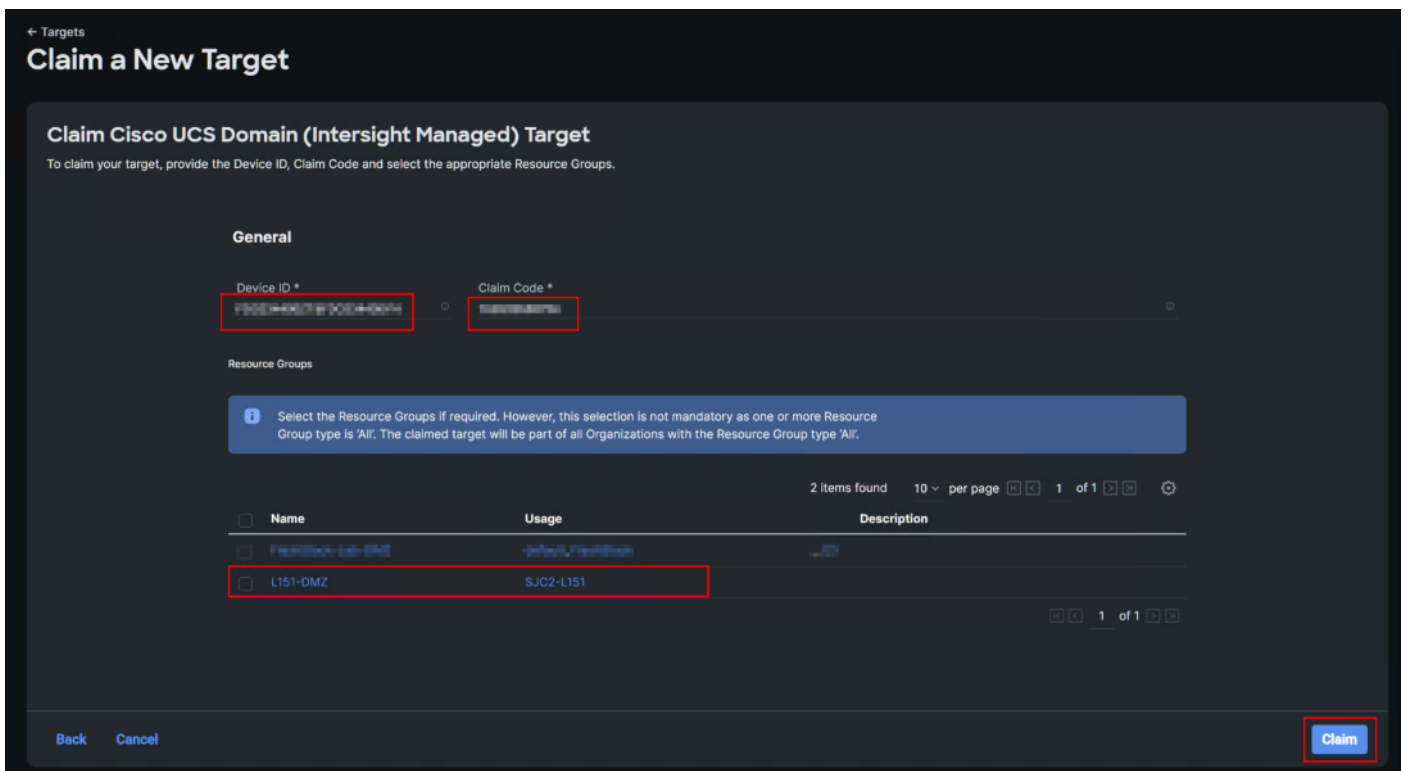 ← Targets
Claim a New Target
Claim Cisco UCS Domain (Intersight Managed) Target
To claim your target, provide the Device ID, Claim Code and select the appropriate Resource Groups.
General
Device ID * Claim Code *
Resource Groups
Select the Resource Groups if required. However, this selection is not mandatory as one or more Resource
Group type is 'All'. The claimed target will be part of all Organizations with the Resource Group type 'All'.
2 items found 10 per page 1 of 1
Name Usage Description
L151-DMZ SJC2-L151
1 of 1
Back Cancel Claim